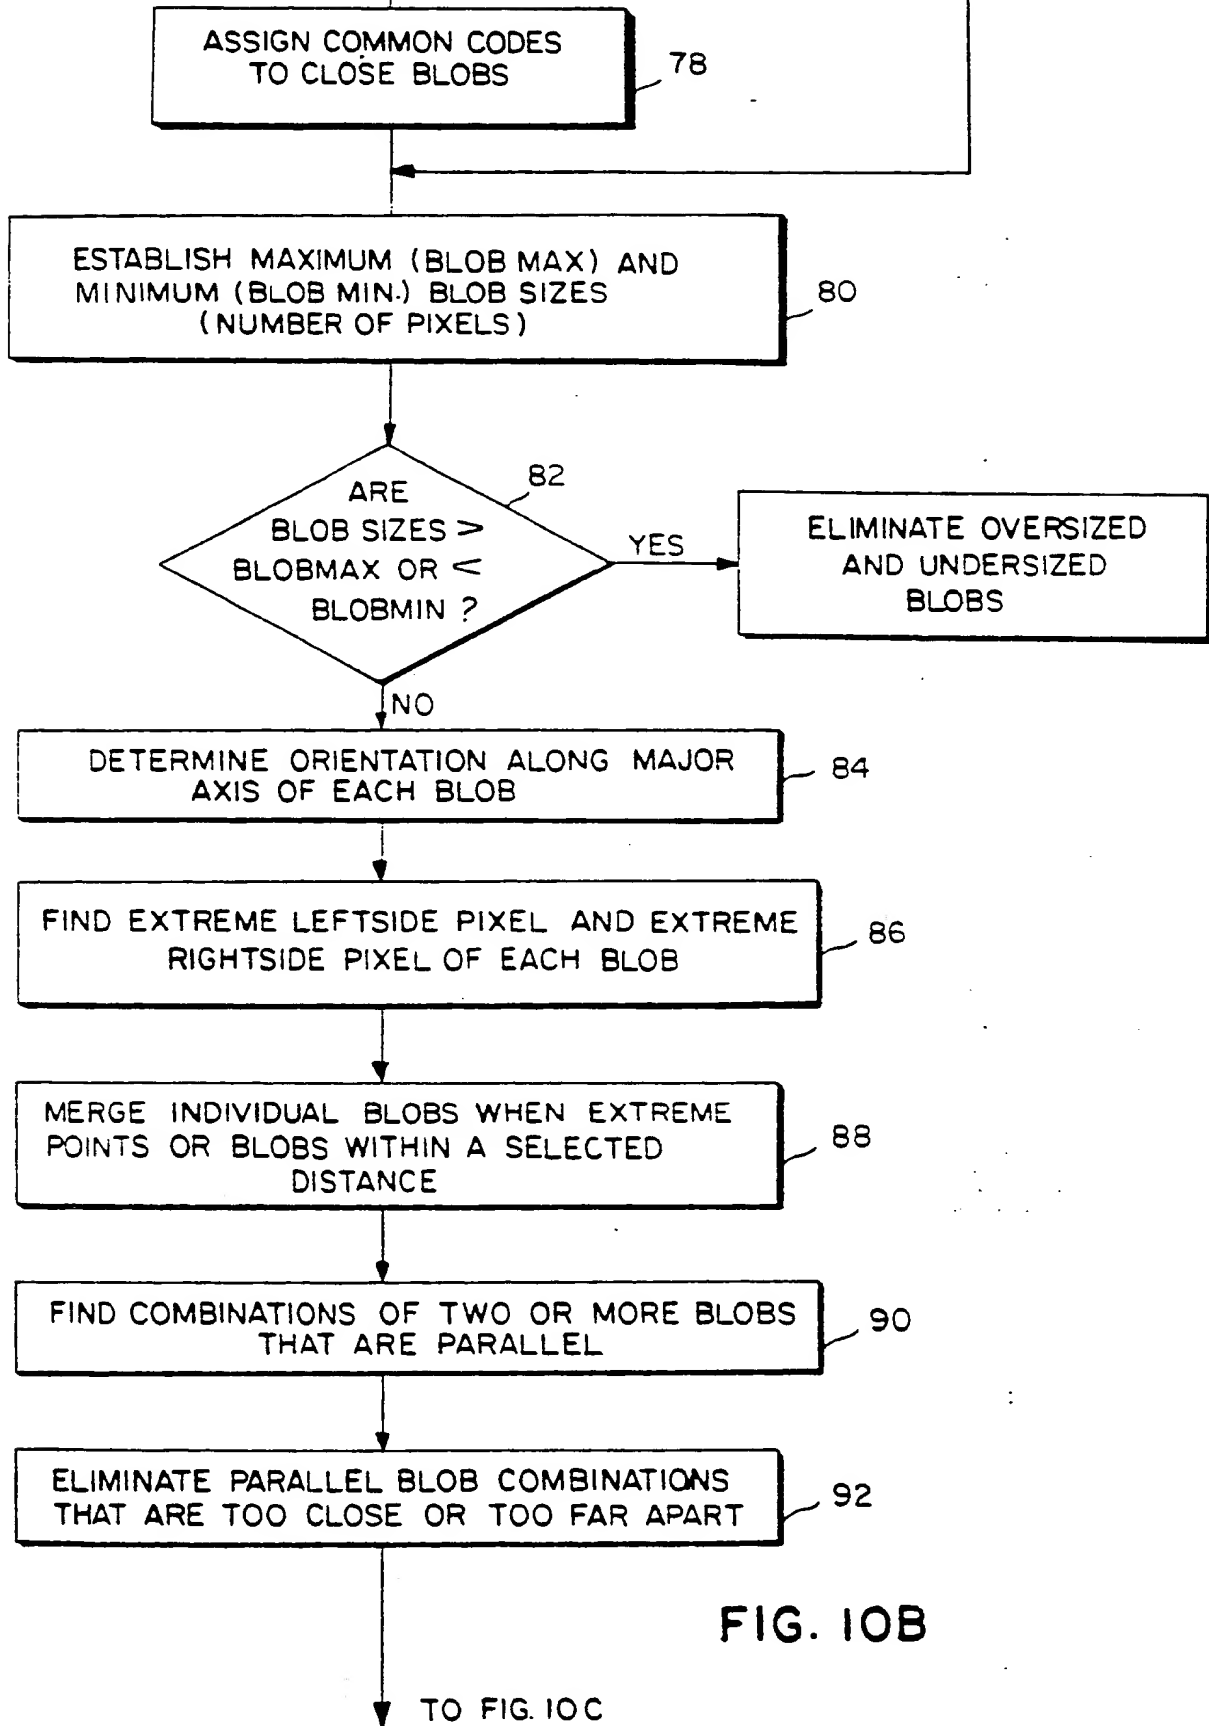 ASSIGN COMMON CODES
TO CLOSE BLOBS
78
ESTABLISH MAXIMUM (BLOB MAX) AND
MINIMUM (BLOB MIN.) BLOB SIZES
(NUMBER OF PIXELS)
80
82
ARE
BLOB SIZES >
BLOBMAX OR <
BLOBMIN ?
YES
ELIMINATE OVERSIZED
AND UNDERSIZED
BLOBS
NO
DETERMINE ORIENTATION ALONG MAJOR
AXIS OF EACH BLOB
84
FIND EXTREME LEFTSIDE PIXEL AND EXTREME
RIGHTSIDE PIXEL OF EACH BLOB
86
MERGE INDIVIDUAL BLOBS WHEN EXTREME
POINTS OR BLOBS WITHIN A SELECTED
DISTANCE
88
FIND COMBINATIONS OF TWO OR MORE BLOBS
THAT ARE PARALLEL
90
ELIMINATE PARALLEL BLOB COMBINATIONS
THAT ARE TOO CLOSE OR TOO FAR APART
92
FIG. 10B
TO FIG. 10C